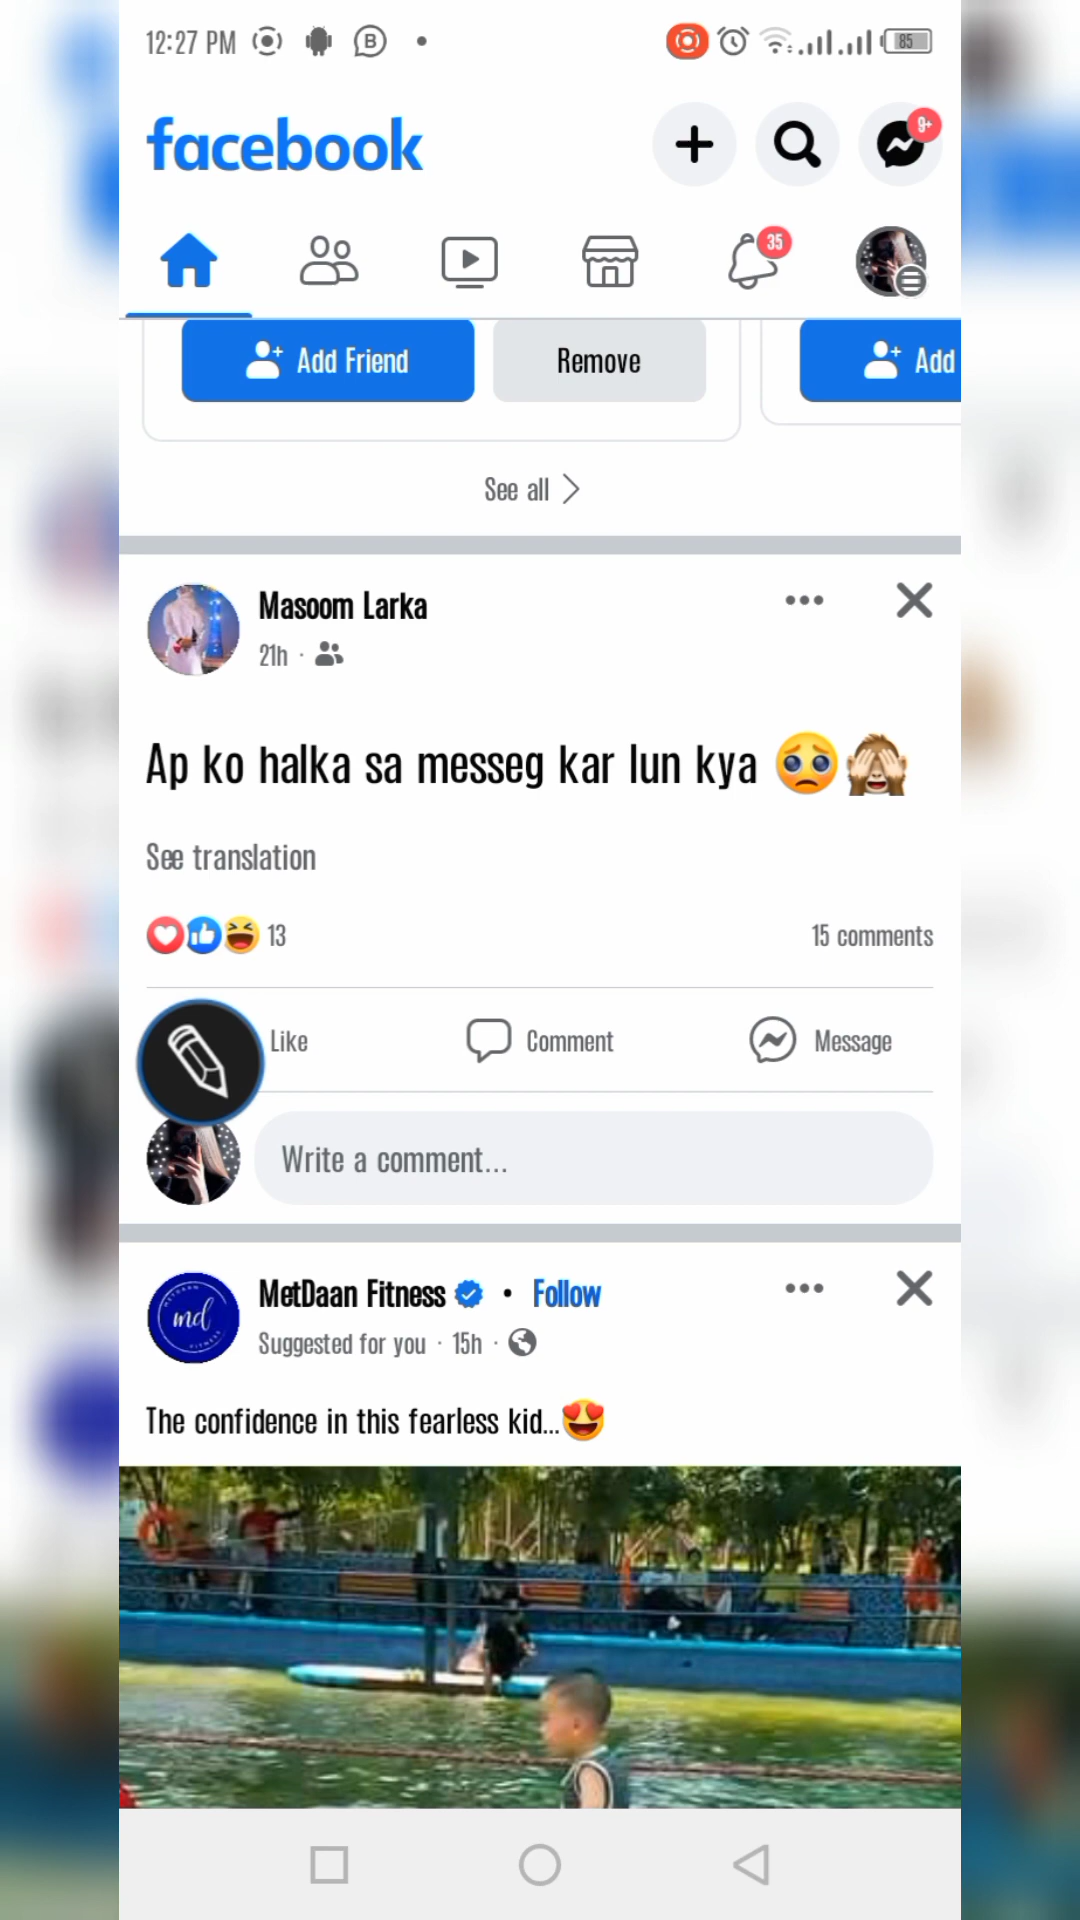 12:27 PM
85
facebook
9+
35
Add Friend
Remove
Add
See all
Masoom Larka
21h ·
Ap ko halka sa messeg kar lun kya 🥺🙈
See translation
13
15 comments
Like
Comment
Message
Write a comment...
MetDaan Fitness • Follow
Suggested for you · 15h ·
md
The confidence in this fearless kid...😍